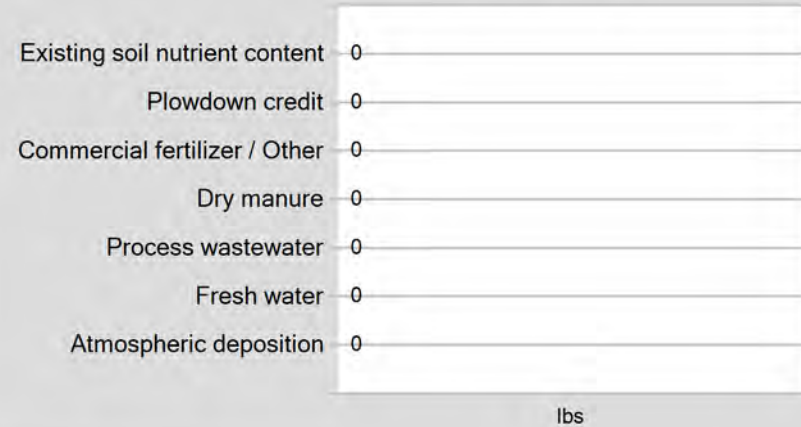 Existing soil nutrient content 0
Plowdown credit 0
Commercial fertilizer / Other 0
Dry manure 0
Process wastewater 0
Fresh water 0
Atmospheric deposition 0
lbs